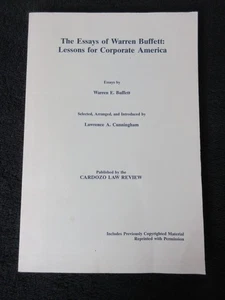 The Essays of Warren Buffett:
Lessons for Corporate America
Essays by
Warren E. Buffett
Selected, Arranged, and Introduced by
Lawrence A. Cunningham
Published by the
CARDOZO LAW REVIEW
Includes Previously Copyrighted Material
Reprinted with Permission